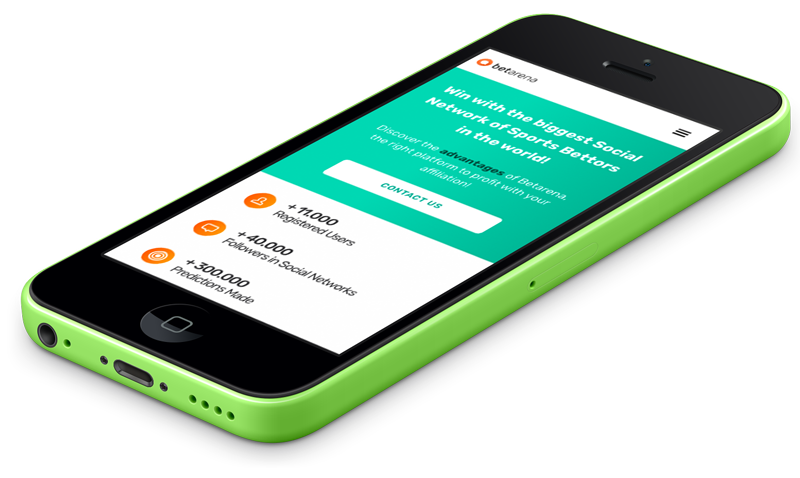 betarena
Win with the biggest Social
Network of Sports Bettors
in the world!
Discover the advantages of Betarena,
the right platform to profit with your
affiliation!
CONTACT US
+11.000
Registered Users
+40.000
Followers in Social Networks
+300.000
Predictions Made